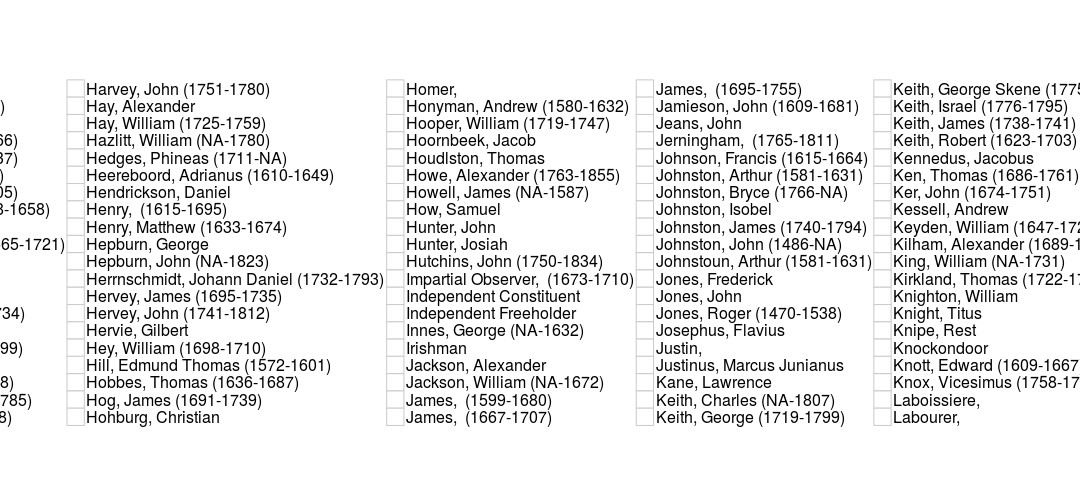 )
66)
37)
)
05)
3-1658)
65-1721)
734)
99)
8)
785)
8)
Harvey, John (1751-1780)
Hay, Alexander
Hay, William (1725-1759)
Hazlitt, William (NA-1780)
Hedges, Phineas (1711-NA)
Heereboord, Adrianus (1610-1649)
Hendrickson, Daniel
Henry, (1615-1695)
Henry, Matthew (1633-1674)
Hepburn, George
Hepburn, John (NA-1823)
Herrnschmidt, Johann Daniel (1732-1793)
Hervey, James (1695-1735)
Hervey, John (1741-1812)
Hervie, Gilbert
Hey, William (1698-1710)
Hill, Edmund Thomas (1572-1601)
Hobbes, Thomas (1636-1687)
Hog, James (1691-1739)
Hohburg, Christian
Homer,
Honyman, Andrew (1580-1632)
Hooper, William (1719-1747)
Hoornbeek, Jacob
Houdlston, Thomas
Howe, Alexander (1763-1855)
Howell, James (NA-1587)
How, Samuel
Hunter, John
Hunter, Josiah
Hutchins, John (1750-1834)
Impartial Observer, (1673-1710)
Independent Constituent
Independent Freeholder
Innes, George (NA-1632)
Irishman
Jackson, Alexander
Jackson, William (NA-1672)
James, (1599-1680)
James, (1667-1707)
James, (1695-1755)
Jamieson, John (1609-1681)
Jeans, John
Jerningham, (1765-1811)
Johnson, Francis (1615-1664)
Johnston, Arthur (1581-1631)
Johnston, Bryce (1766-NA)
Johnston, Isobel
Johnston, James (1740-1794)
Johnston, John (1486-NA)
Johnstoun, Arthur (1581-1631)
Jones, Frederick
Jones, John
Jones, Roger (1470-1538)
Josephus, Flavius
Justin,
Justinus, Marcus Junianus
Kane, Lawrence
Keith, Charles (NA-1807)
Keith, George (1719-1799)
Keith, George Skene (1775
Keith, Israel (1776-1795)
Keith, James (1738-1741)
Keith, Robert (1623-1703)
Kennedus, Jacobus
Ken, Thomas (1686-1761)
Ker, John (1674-1751)
Kessell, Andrew
Keyden, William (1647-172
Kilham, Alexander (1689-1
King, William (NA-1731)
Kirkland, Thomas (1722-17
Knighton, William
Knight, Titus
Knipe, Rest
Knockondoor
Knott, Edward (1609-1667
Knox, Vicesimus (1758-17
Laboissiere,
Labourer,